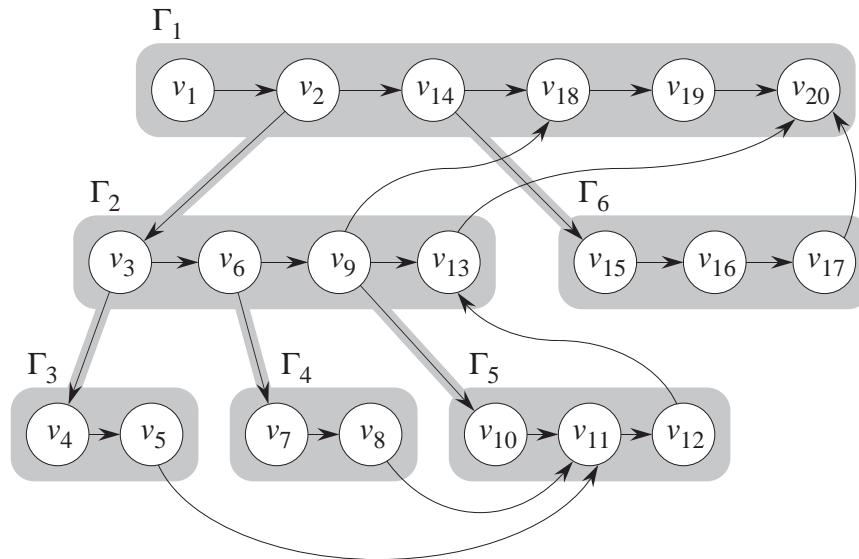 Γ₁
v₁ v₂ v₁₄ v₁₈ v₁₉ v₂₀
Γ₂ Γ₆
v₃ v₆ v₉ v₁₃ v₁₅ v₁₆ v₁₇
Γ₃ Γ₄ Γ₅
v₄ v₅ v₇ v₈ v₁₀ v₁₁ v₁₂